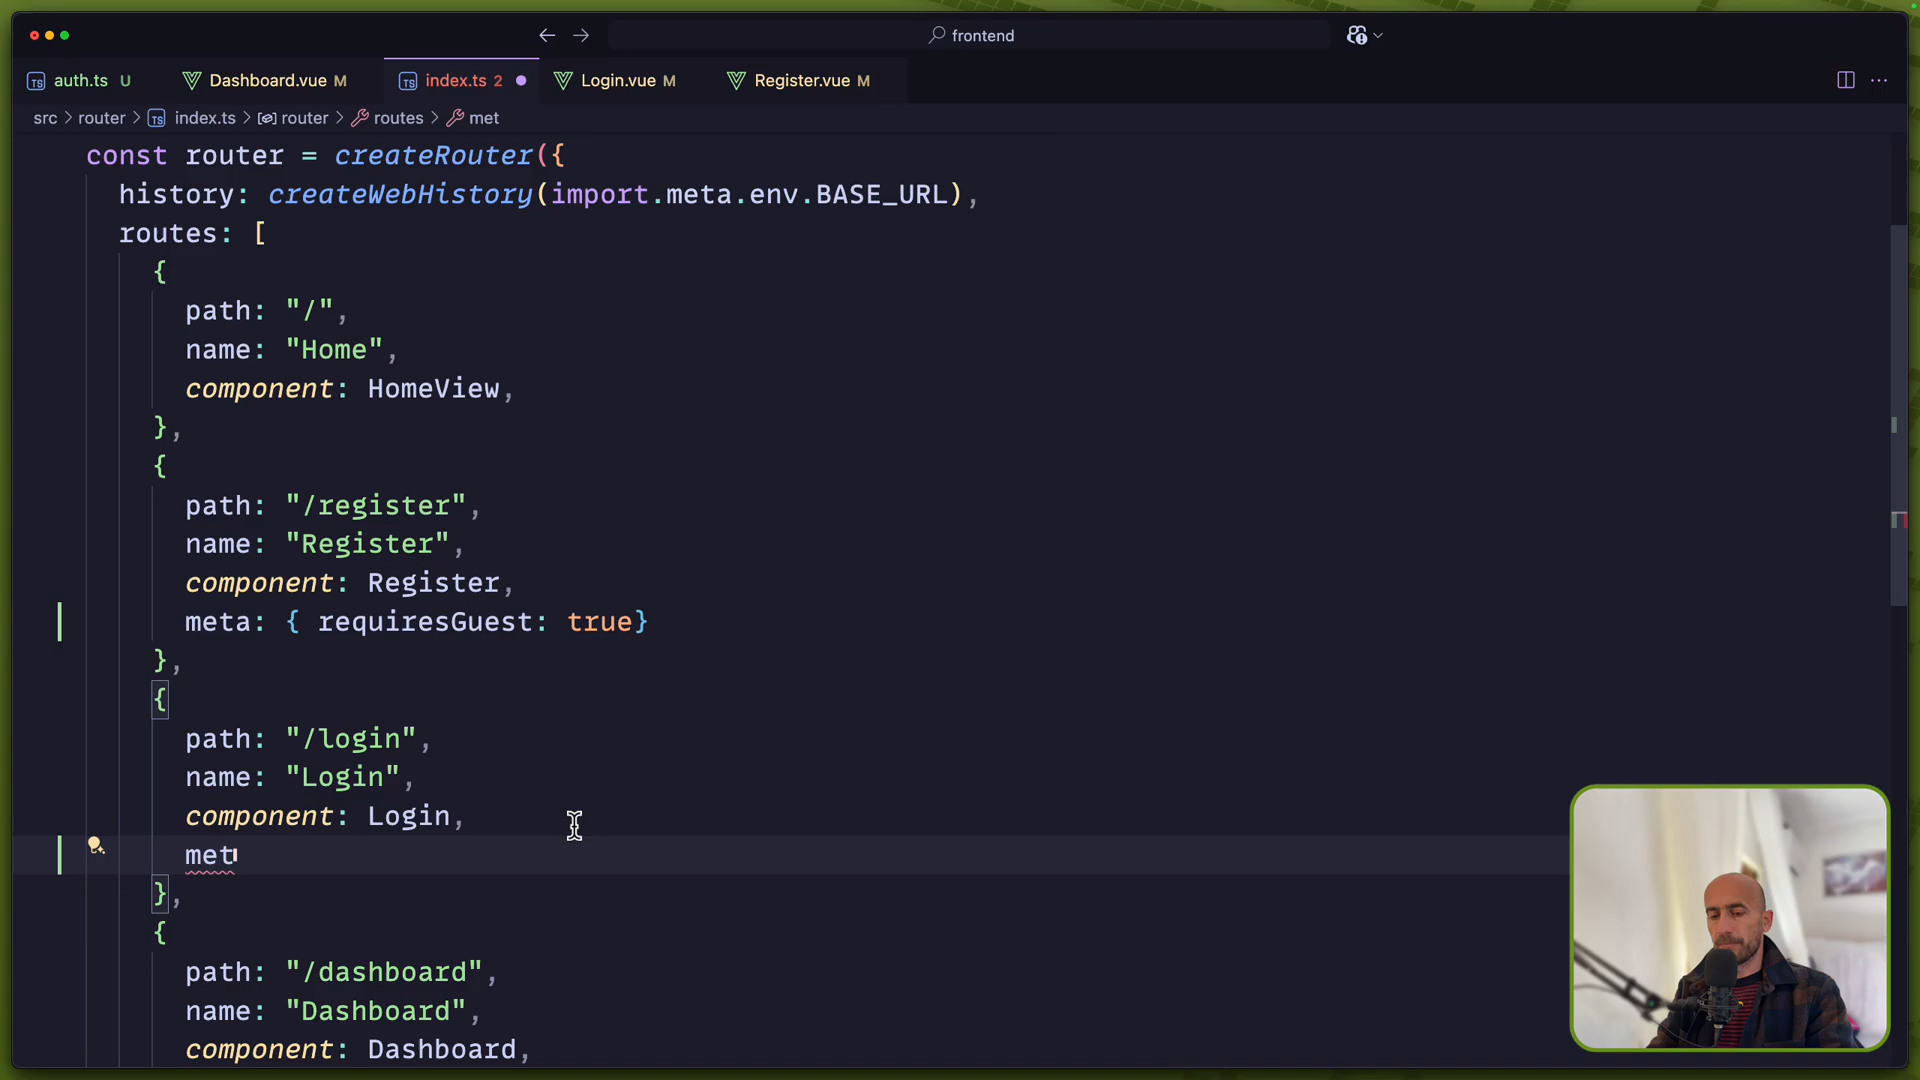 frontend
auth.ts U
Dashboard.vue M
index.ts 2
Login.vue M
Register.vue M
src > router > TS index.ts > router > routes > met
const router = createRouter({
history: createWebHistory(import.meta.env.BASE_URL),
routes: [
{
path: "/",
name: "Home",
component: HomeView,
},
{
path: "/register",
name: "Register",
component: Register,
meta: { requiresGuest: true}
},
{
path: "/login",
name: "Login",
component: Login,
met
},
{
path: "/dashboard",
name: "Dashboard",
component: Dashboard,